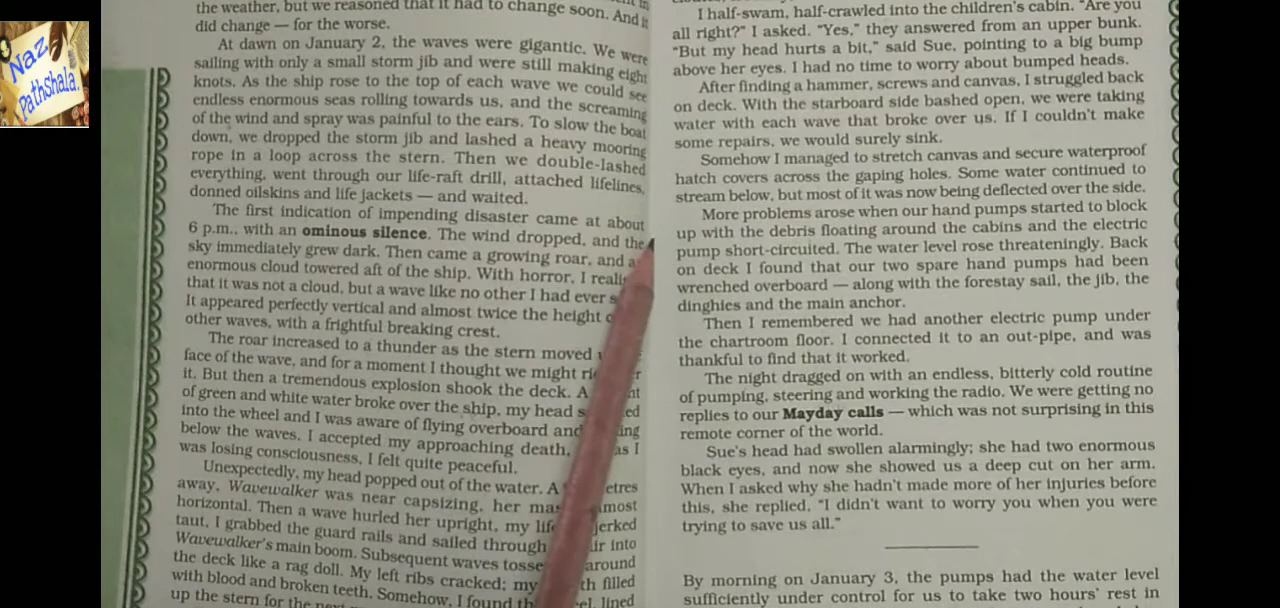 Naz
Pathshala.
the weather, but we reasoned that it had to change soon. And it
did change — for the worse.
At dawn on January 2, the waves were gigantic. We were
sailing with only a small storm jib and were still making eight
knots. As the ship rose to the top of each wave we could see
endless enormous seas rolling towards us, and the screaming
of the wind and spray was painful to the ears. To slow the boat
down, we dropped the storm jib and lashed a heavy mooring
rope in a loop across the stern. Then we double-lashed
everything, went through our life-raft drill, attached lifelines,
donned oilskins and life jackets — and waited.
The first indication of impending disaster came at about
6 p.m., with an ominous silence. The wind dropped, and the
sky immediately grew dark. Then came a growing roar, and a
enormous cloud towered aft of the ship. With horror, I reali
that it was not a cloud, but a wave like no other I had ever s
It appeared perfectly vertical and almost twice the height o
other waves, with a frightful breaking crest.
The roar increased to a thunder as the stern moved
face of the wave, and for a moment I thought we might ri
it. But then a tremendous explosion shook the deck. A
of green and white water broke over the ship, my head s ed
into the wheel and I was aware of flying overboard and ing
below the waves. I accepted my approaching death, as I
was losing consciousness, I felt quite peaceful.
Unexpectedly, my head popped out of the water. A etres
away, Wavewalker was near capsizing, her mas most
horizontal. Then a wave hurled her upright, my life jerked
taut, I grabbed the guard rails and sailed through ir into
Wavewalker's main boom. Subsequent waves tosse around
the deck like a rag doll. My left ribs cracked; my th filled
with blood and broken teeth. Somehow, I found th el, lined
up the stern for the next
I half-swam, half-crawled into the children's cabin. "Are you
all right?" I asked. "Yes," they answered from an upper bunk.
"But my head hurts a bit," said Sue, pointing to a big bump
above her eyes. I had no time to worry about bumped heads.
After finding a hammer, screws and canvas, I struggled back
on deck. With the starboard side bashed open, we were taking
water with each wave that broke over us. If I couldn't make
some repairs, we would surely sink.
Somehow I managed to stretch canvas and secure waterproof
hatch covers across the gaping holes. Some water continued to
stream below, but most of it was now being deflected over the side.
More problems arose when our hand pumps started to block
up with the debris floating around the cabins and the electric
pump short-circuited. The water level rose threateningly. Back
on deck I found that our two spare hand pumps had been
wrenched overboard — along with the forestay sail, the jib, the
dinghies and the main anchor.
Then I remembered we had another electric pump under
the chartroom floor. I connected it to an out-pipe, and was
thankful to find that it worked.
The night dragged on with an endless, bitterly cold routine
of pumping, steering and working the radio. We were getting no
replies to our Mayday calls — which was not surprising in this
remote corner of the world.
Sue's head had swollen alarmingly; she had two enormous
black eyes, and now she showed us a deep cut on her arm.
When I asked why she hadn't made more of her injuries before
this, she replied, "I didn't want to worry you when you were
trying to save us all."
By morning on January 3, the pumps had the water level
sufficiently under control for us to take two hours' rest in